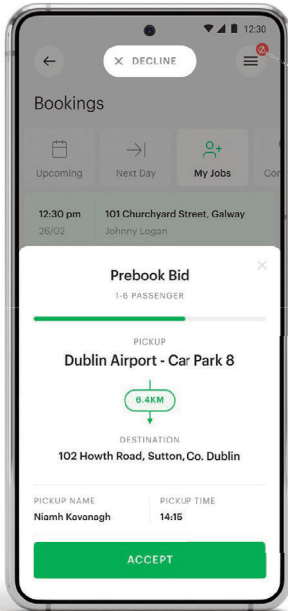 12:30
X DECLINE
2
Bookings
Upcoming
Next Day
My Jobs
Con
12:30 pm
101 Churchyard Street, Galway
26/02
Johnny Logan
Prebook Bid
1-6 PASSENGER
PICKUP
Dublin Airport - Car Park 8
6.4KM
DESTINATION
102 Howth Road, Sutton, Co. Dublin
PICKUP NAME
PICKUP TIME
Niamh Kavanagh
14:15
ACCEPT